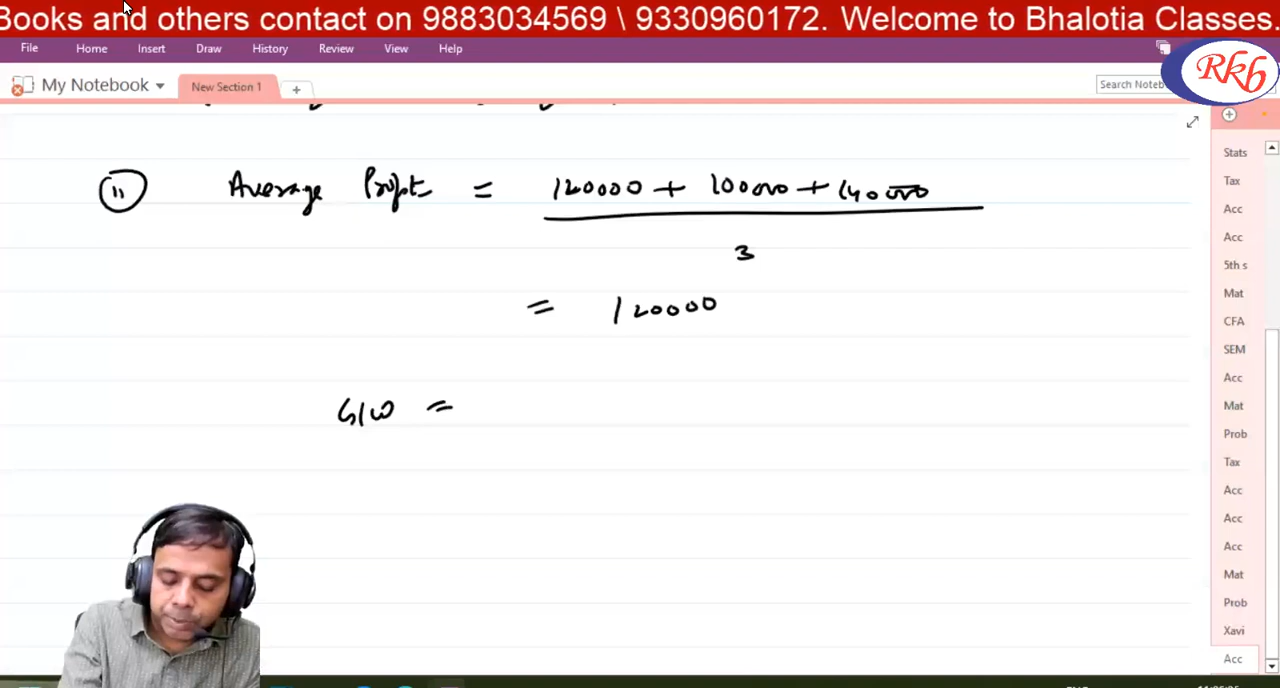 Books and others contact on 9883034569 \ 9330960172. Welcome to Bhalotia Classes.
File Home Insert Draw History Review View Help
Rkb
My Notebook New Section 1 + Search Noteb
(ii) Average Profit = 120000 + 100000 + 140000
3
= 120000
G/W =
Stats
Tax
Acc
Acc
5th s
Mat
CFA
SEM
Acc
Mat
Prob
Tax
Acc
Acc
Acc
Mat
Prob
Xavi
Acc